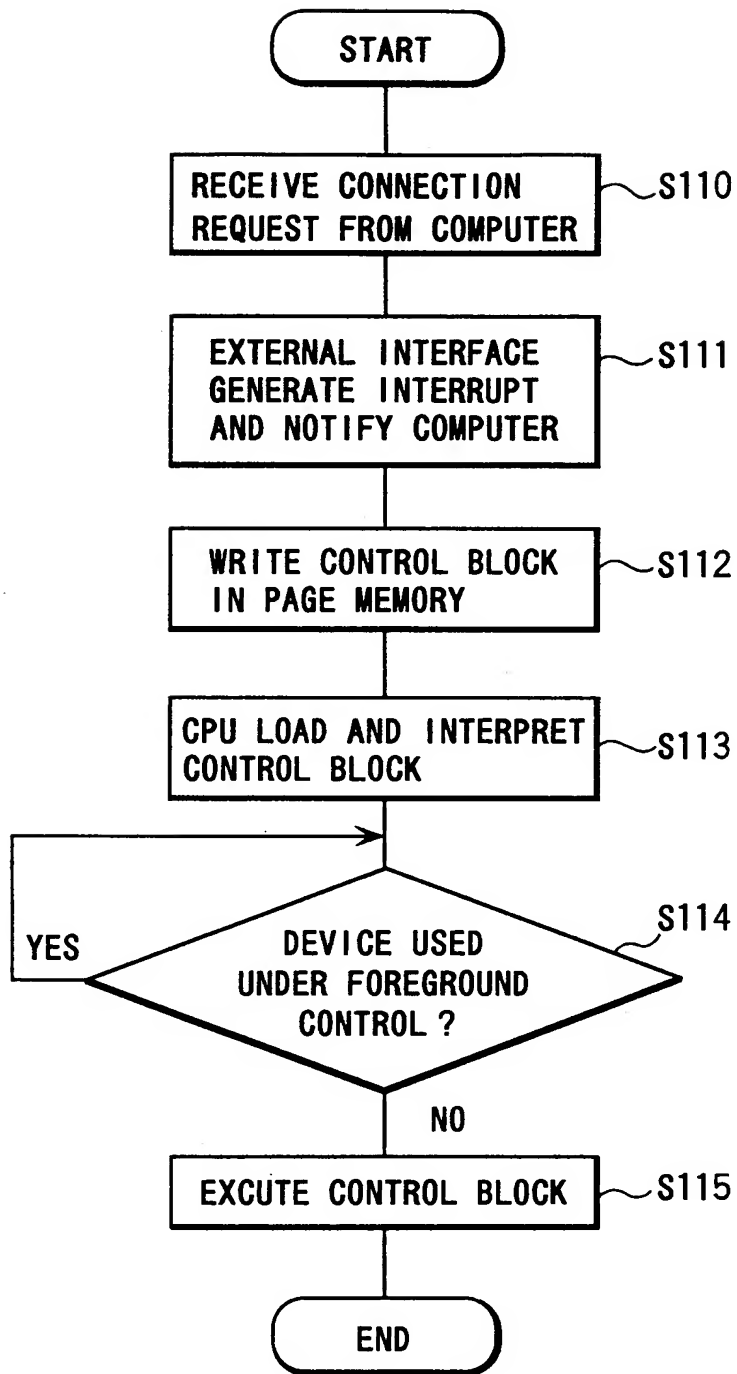 START
RECEIVE CONNECTION
REQUEST FROM COMPUTER
S110
EXTERNAL INTERFACE
GENERATE INTERRUPT
AND NOTIFY COMPUTER
S111
WRITE CONTROL BLOCK
IN PAGE MEMORY
S112
CPU LOAD AND INTERPRET
CONTROL BLOCK
S113
DEVICE USED
UNDER FOREGROUND
CONTROL ?
S114
YES
NO
EXCUTE CONTROL BLOCK
S115
END